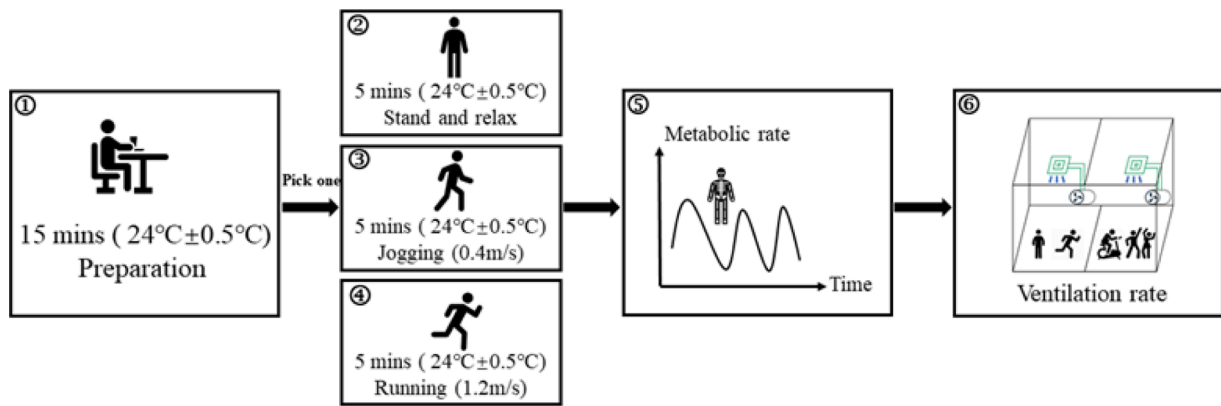 ①
15 mins ( 24℃±0.5℃)
Preparation
Pick one
②
5 mins ( 24℃±0.5℃)
Stand and relax
③
5 mins ( 24℃±0.5℃)
Jogging (0.4m/s)
④
5 mins ( 24℃±0.5℃)
Running (1.2m/s)
⑤
Metabolic rate
Time
⑥
Ventilation rate